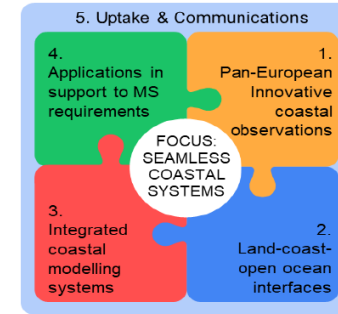 5. Uptake & Communications
4.
Applications in
support to MS
requirements
1.
Pan-European
Innovative
coastal
observations
FOCUS:
SEAMLESS
COASTAL
SYSTEMS
3.
Integrated
coastal
modelling
systems
2.
Land-coast-
open ocean
interfaces